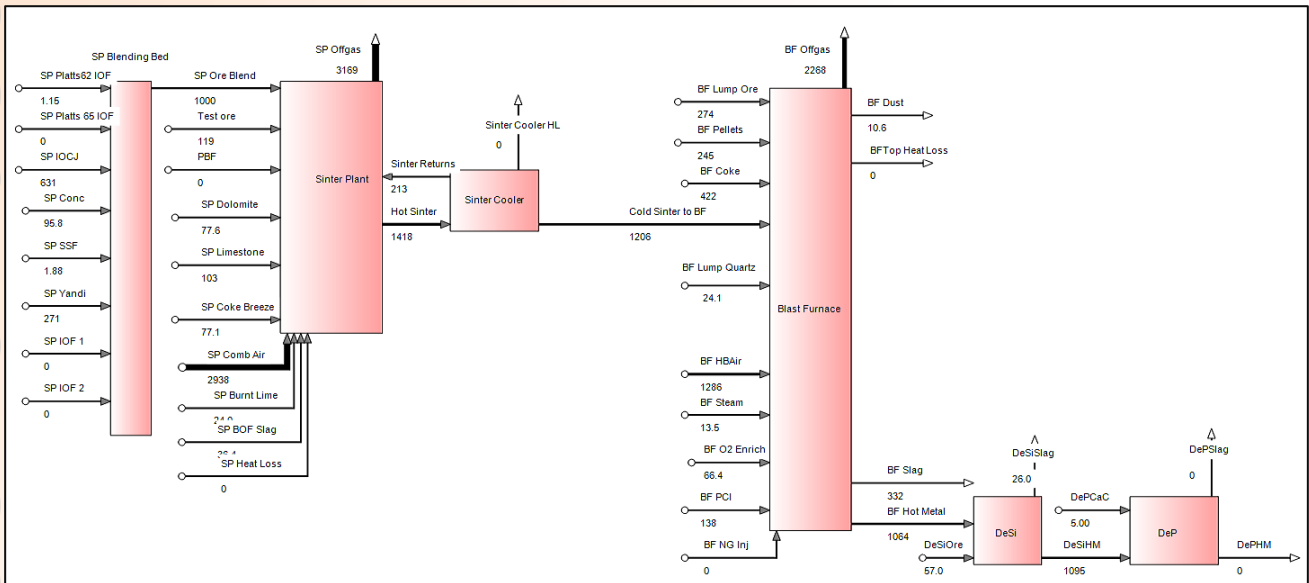 SP Blending Bed
SP Platts62 IOF
1.15
SP Platts 65 IOF
0
SP IOCJ
631
SP Conc
95.8
SP SSF
1.88
SP Yandi
271
SP IOF 1
0
SP IOF 2
0
SP Ore Blend
1000
Test ore
119
PBF
0
SP Dolomite
77.6
SP Limestone
103
SP Coke Breeze
77.1
SP Comb Air
2938
SP Burnt Lime
SP BOF Slag
SP Heat Loss
0
SP Offgas
3169
Sinter Plant
Sinter Returns
213
Hot Sinter
1418
Sinter Cooler HL
0
Sinter Cooler
Cold Sinter to BF
1206
BF Offgas
2268
BF Lump Ore
274
BF Pellets
245
BF Coke
422
BF Lump Quartz
24.1
BF HBAir
1286
BF Steam
13.5
BF O2 Enrich
66.4
BF PCI
138
BF NG Inj
0
Blast Furnace
BF Dust
10.6
BFTop Heat Loss
0
BF Slag
332
BF Hot Metal
1064
DeSiOre
57.0
DeSiSlag
26.0
DeSi
DeSiHM
1095
DePCaC
5.00
DePSlag
0
DeP
DePHM
0